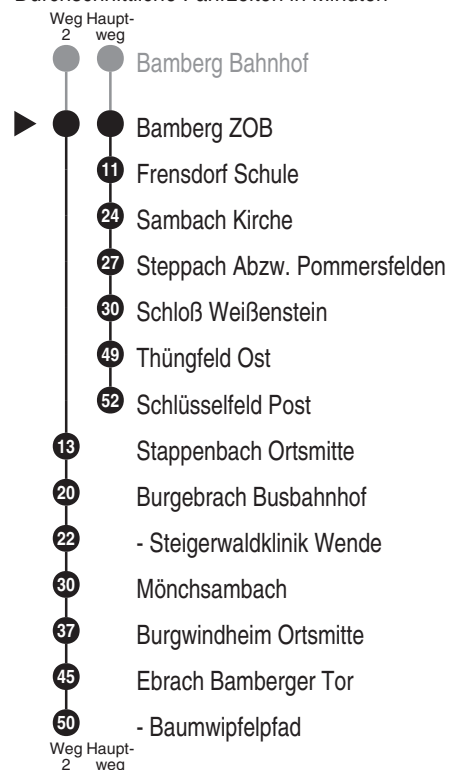 Durchschnittliche Fahrzeiten in Minuten
Weg Haupt-
2 weg
Bamberg Bahnhof
Bamberg ZOB
11 Frensdorf Schule
24 Sambach Kirche
27 Steppach Abzw. Pommersfelden
30 Schloß Weißenstein
49 Thüngfeld Ost
52 Schlüsselfeld Post
13 Stappenbach Ortsmitte
20 Burgebrach Busbahnhof
22 - Steigerwaldklinik Wende
30 Mönchsambach
37 Burgwindheim Ortsmitte
45 Ebrach Bamberger Tor
50 - Baumwipfelpfad
Weg Haupt-
2 weg